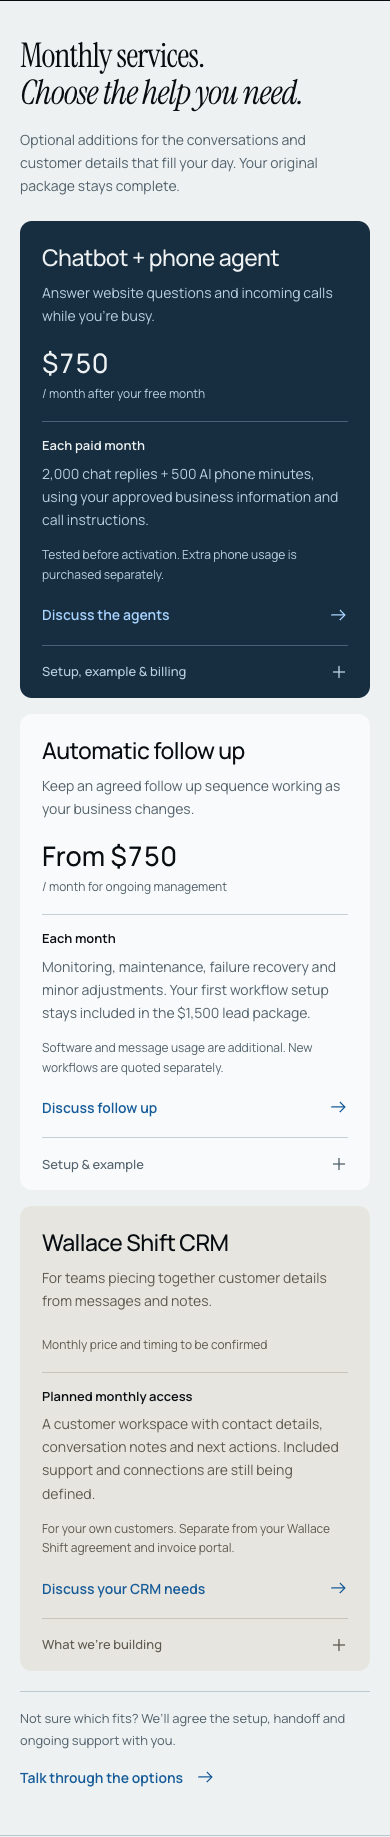 Monthly services.
Choose the help you need.
Optional additions for the conversations and
customer details that fill your day. Your original
package stays complete.
Chatbot + phone agent
Answer website questions and incoming calls
while you're busy.
$750
/ month after your free month
Each paid month
2,000 chat replies + 500 AI phone minutes,
using your approved business information and
call instructions.
Tested before activation. Extra phone usage is
purchased separately.
Discuss the agents
Setup, example & billing
Automatic follow up
Keep an agreed follow up sequence working as
your business changes.
From $750
/ month for ongoing management
Each month
Monitoring, maintenance, failure recovery and
minor adjustments. Your first workflow setup
stays included in the $1,500 lead package.
Software and message usage are additional. New
workflows are quoted separately.
Discuss follow up
Setup & example
Wallace Shift CRM
For teams piecing together customer details
from messages and notes.
Monthly price and timing to be confirmed
Planned monthly access
A customer workspace with contact details,
conversation notes and next actions. Included
support and connections are still being
defined.
For your own customers. Separate from your Wallace
Shift agreement and invoice portal.
Discuss your CRM needs
What we're building
Not sure which fits? We'll agree the setup, handoff and
ongoing support with you.
Talk through the options